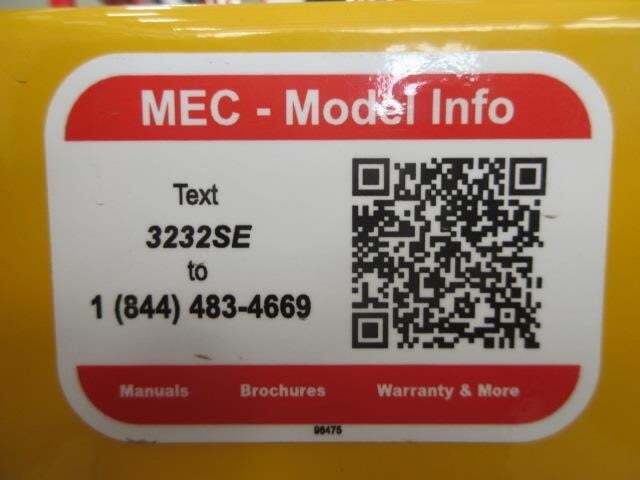 MEC - Model Info
Text
3232SE
to
1 (844) 483-4669
Manuals Brochures Warranty & More
96475